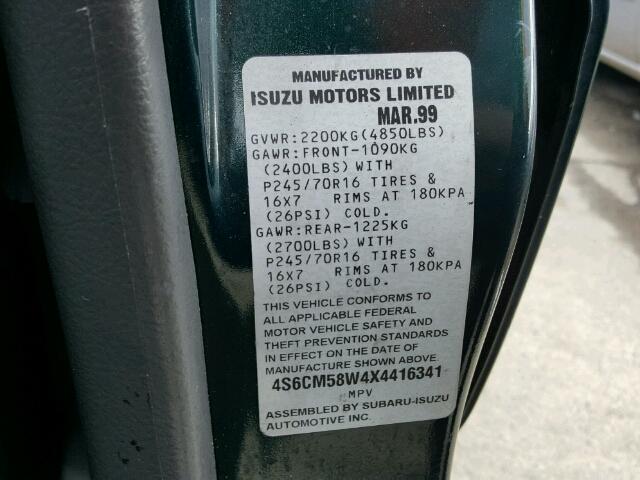 MANUFACTURED BY
ISUZU MOTORS LIMITED
MAR.99
GVWR:2200KG(4850LBS)
GAWR:FRONT-1090KG
(2400LBS)WITH
P245/70R16 TIRES &
16X7 RIMS AT 180KPA
(26PSI) COLD.
GAWR:REAR-1225KG
(2700LBS)WITH
P245/70R16 TIRES &
16X7 RIMS AT 180KPA
(26PSI) COLD.
THIS VEHICLE CONFORMS TO
ALL APPLICABLE FEDERAL
MOTOR VEHICLE SAFETY AND
THEFT PREVENTION STANDARDS
IN EFFECT ON THE DATE OF
MANUFACTURE SHOWN ABOVE.
4S6CM58W4X4416341
MPV
ASSEMBLED BY SUBARU-ISUZU
AUTOMOTIVE INC.